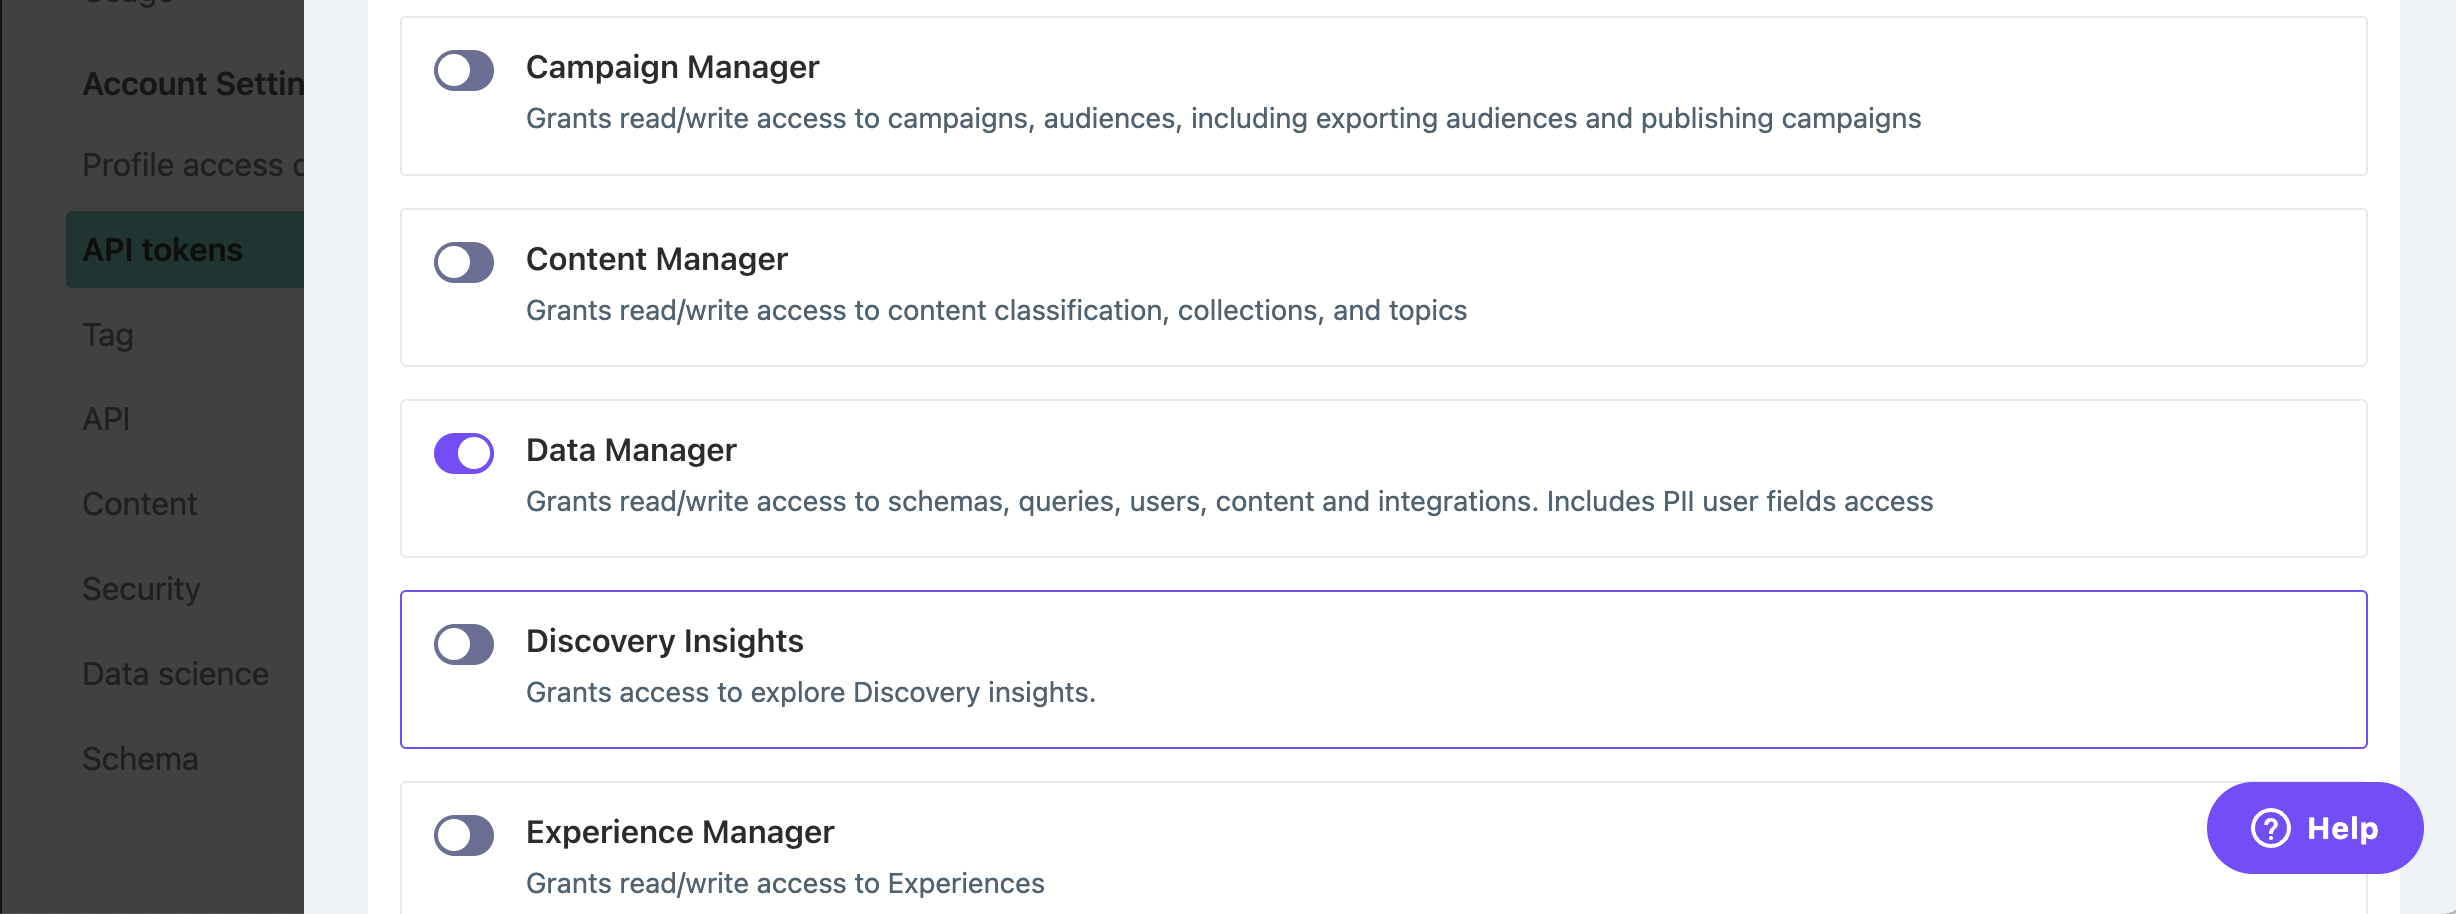 Usage
Account Settin
Profile access c
API tokens
Tag
API
Content
Security
Data science
Schema
Campaign Manager
Grants read/write access to campaigns, audiences, including exporting audiences and publishing campaigns
Content Manager
Grants read/write access to content classification, collections, and topics
Data Manager
Grants read/write access to schemas, queries, users, content and integrations. Includes PII user fields access
Discovery Insights
Grants access to explore Discovery insights.
Experience Manager
Grants read/write access to Experiences
Help